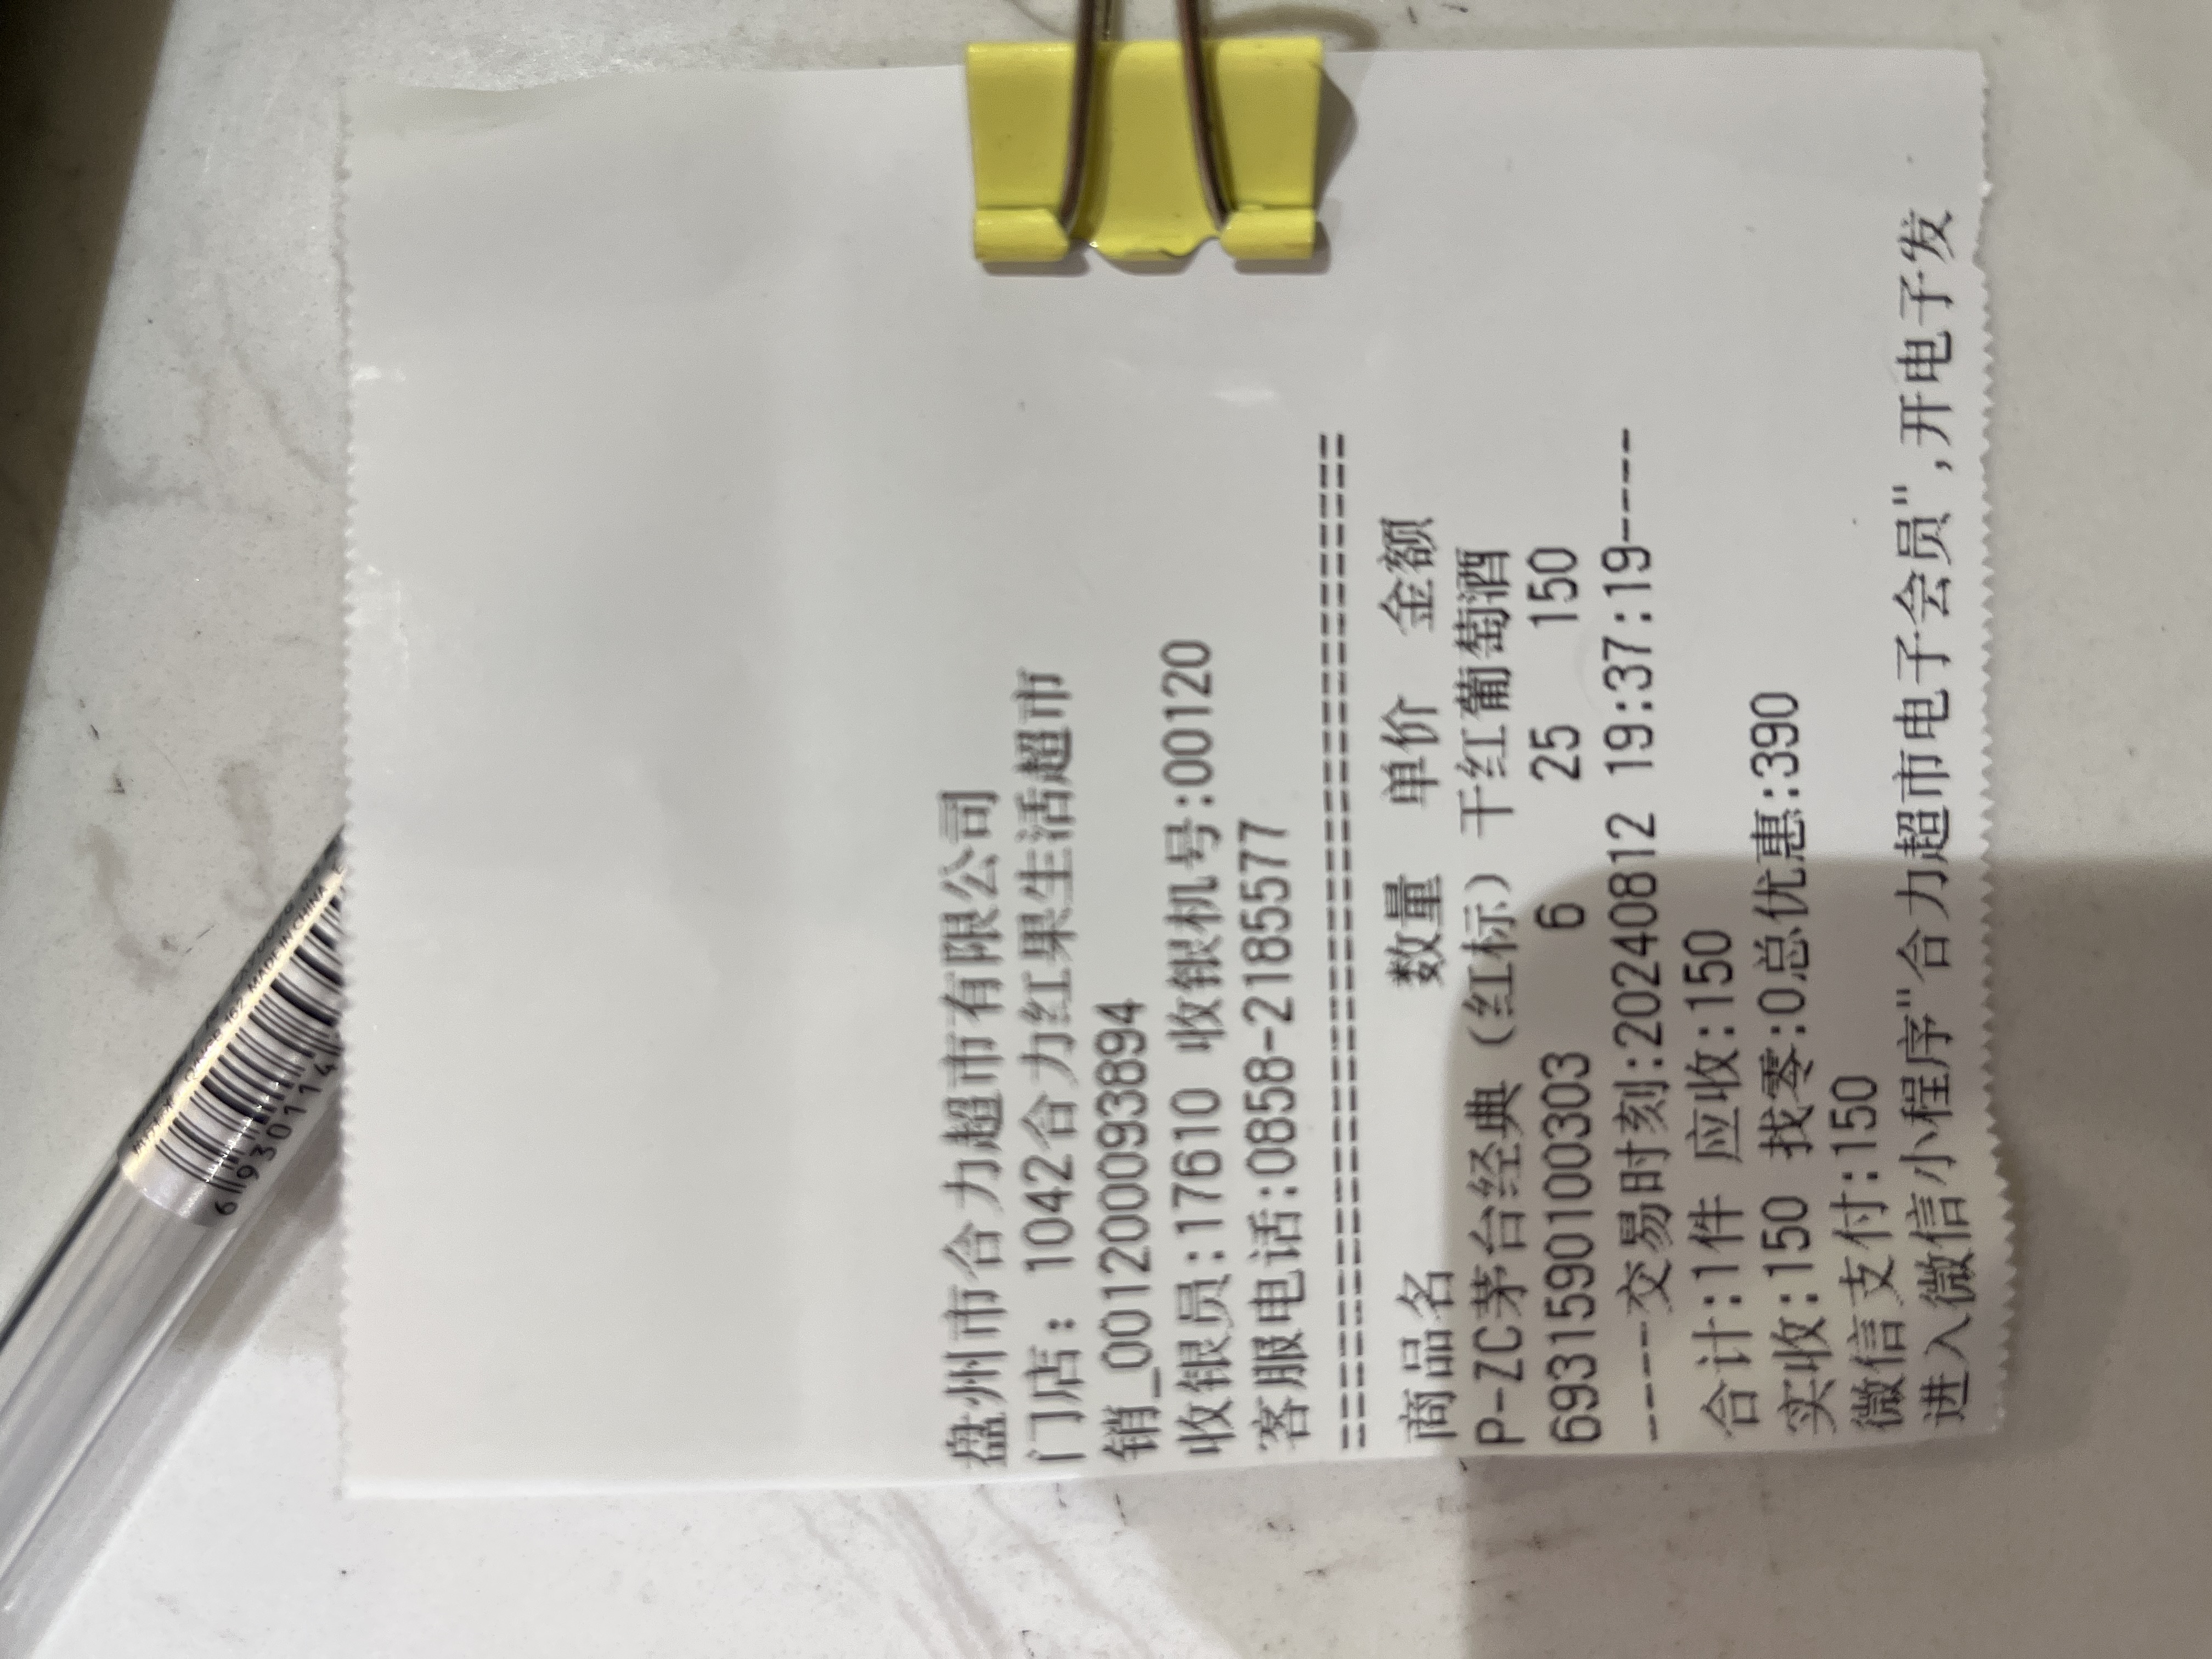 盘州市合力超市有限公司
门店：1042合力红果生活超市
销_001200093894
收银员:17610 收银机号:00120
客服电话:0858-2185577
========================================
商品名 数量 单价 金额
P-ZC茅台经典（红标）干红葡萄酒
6931590100303 6 25 150
-----交易时刻:20240812 19:37:19-----
合计:1件 应收:150
实收:150 找零:0总优惠:390
微信支付:150
进入微信小程序"合力超市电子会员",开电子发
MADE IN CHINA
6 930114